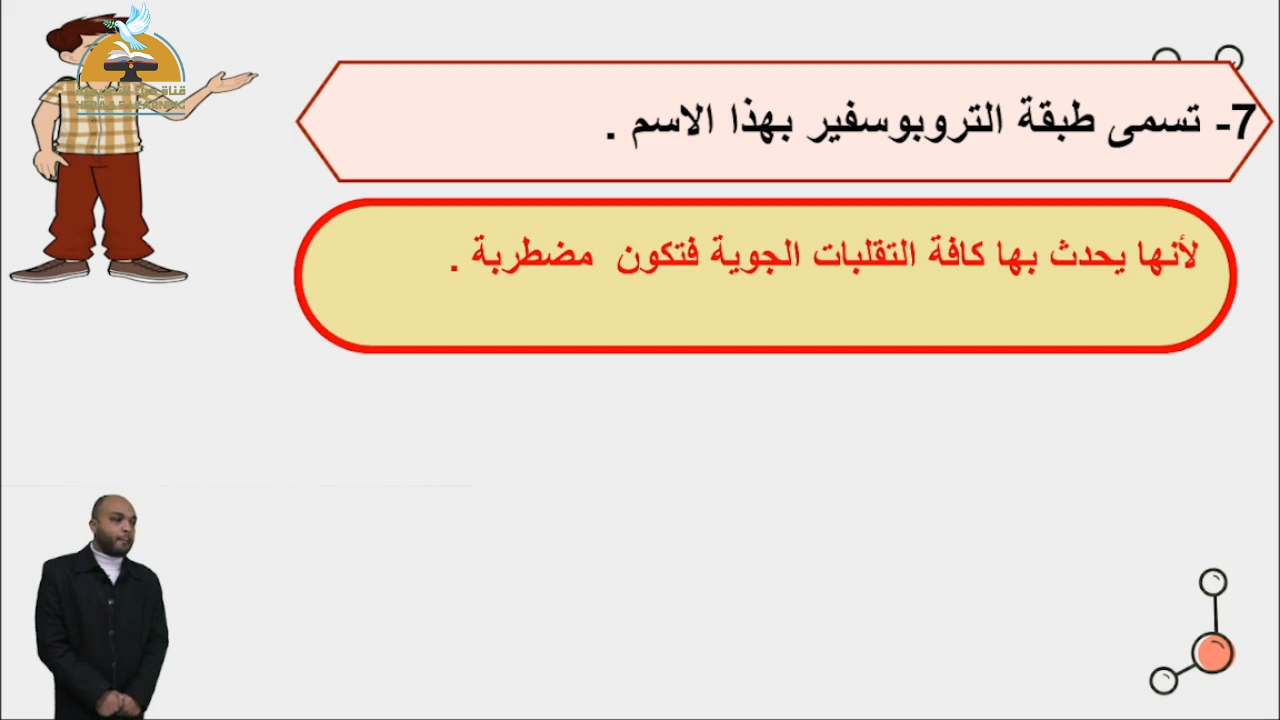 7- تسمى طبقة التروبوسفير بهذا الاسم .
لأنها يحدث بها كافة التقلبات الجوية فتكون مضطربة .